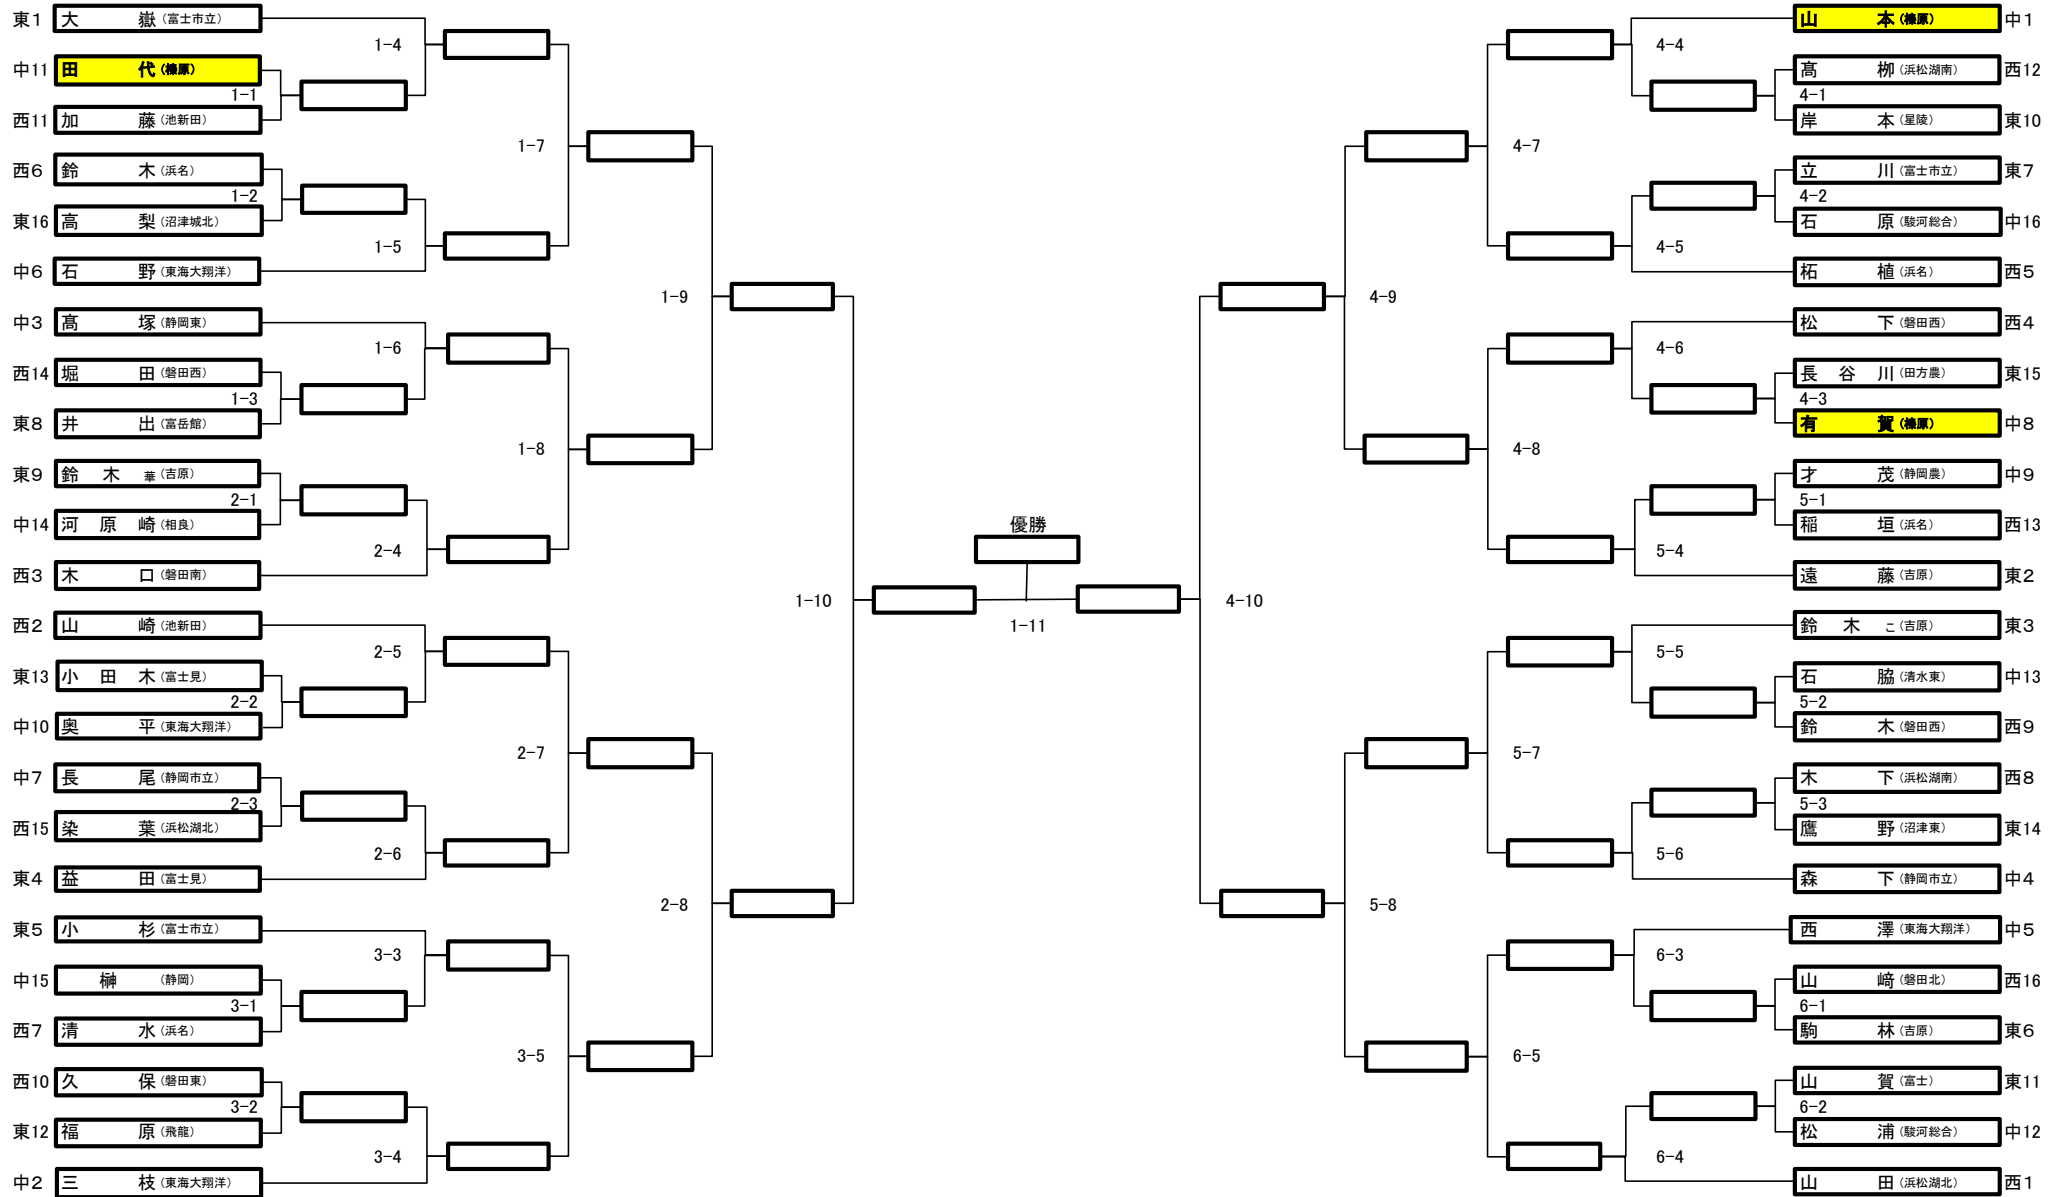 東1 大 嶽 (富士市立)
1-4
中11 田 代 (榛原)
1-1
西11 加 藤 (池新田)
1-7
西6 鈴 木 (浜名)
1-2
東16 高 梨 (沼津城北)
1-5
中6 石 野 (東海大翔洋)
1-9
中3 髙 塚 (静岡東)
1-6
西14 堀 田 (磐田西)
1-3
東8 井 出 (富岳館)
1-8
東9 鈴 木 華 (吉原)
2-1
中14 河 原 崎 (相良)
2-4
西3 木 口 (磐田南)
1-10
西2 山 崎 (池新田)
2-5
東13 小 田 木 (富士見)
2-2
中10 奥 平 (東海大翔洋)
2-7
中7 長 尾 (静岡市立)
2-3
西15 染 葉 (浜松湖北)
2-6
東4 益 田 (富士見)
2-8
東5 小 杉 (富士市立)
3-3
中15 榊 (静岡)
3-1
西7 清 水 (浜名)
3-5
西10 久 保 (磐田東)
3-2
東12 福 原 (飛龍)
3-4
中2 三 枝 (東海大翔洋)
優勝
1-11
山 本 (榛原) 中1
4-4
髙 栁 (浜松湖南) 西12
4-1
岸 本 (星陵) 東10
4-7
立 川 (富士市立) 東7
4-2
石 原 (駿河総合) 中16
4-5
柘 植 (浜名) 西5
4-9
松 下 (磐田西) 西4
4-6
長 谷 川 (田方農) 東15
4-3
有 賀 (榛原) 中8
4-8
才 茂 (静岡農) 中9
5-1
稲 垣 (浜名) 西13
5-4
遠 藤 (吉原) 東2
4-10
鈴 木 こ (吉原) 東3
5-5
石 脇 (清水東) 中13
5-2
鈴 木 (磐田西) 西9
5-7
木 下 (浜松湖南) 西8
5-3
鷹 野 (沼津東) 東14
5-6
森 下 (静岡市立) 中4
5-8
西 澤 (東海大翔洋) 中5
6-3
山 﨑 (磐田北) 西16
6-1
駒 林 (吉原) 東6
6-5
山 賀 (富士) 東11
6-2
松 浦 (駿河総合) 中12
6-4
山 田 (浜松湖北) 西1